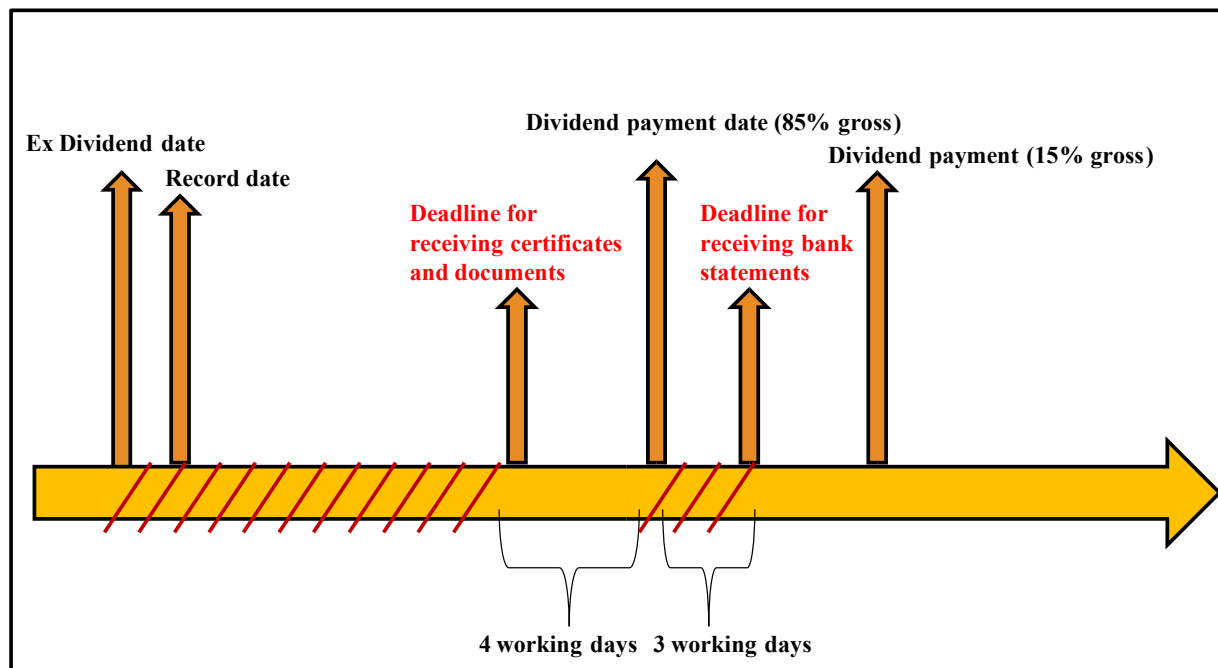 Ex Dividend date
Record date
Deadline for
receiving certificates
and documents
Dividend payment date (85% gross)
Deadline for
receiving bank
statements
Dividend payment (15% gross)
4 working days
3 working days